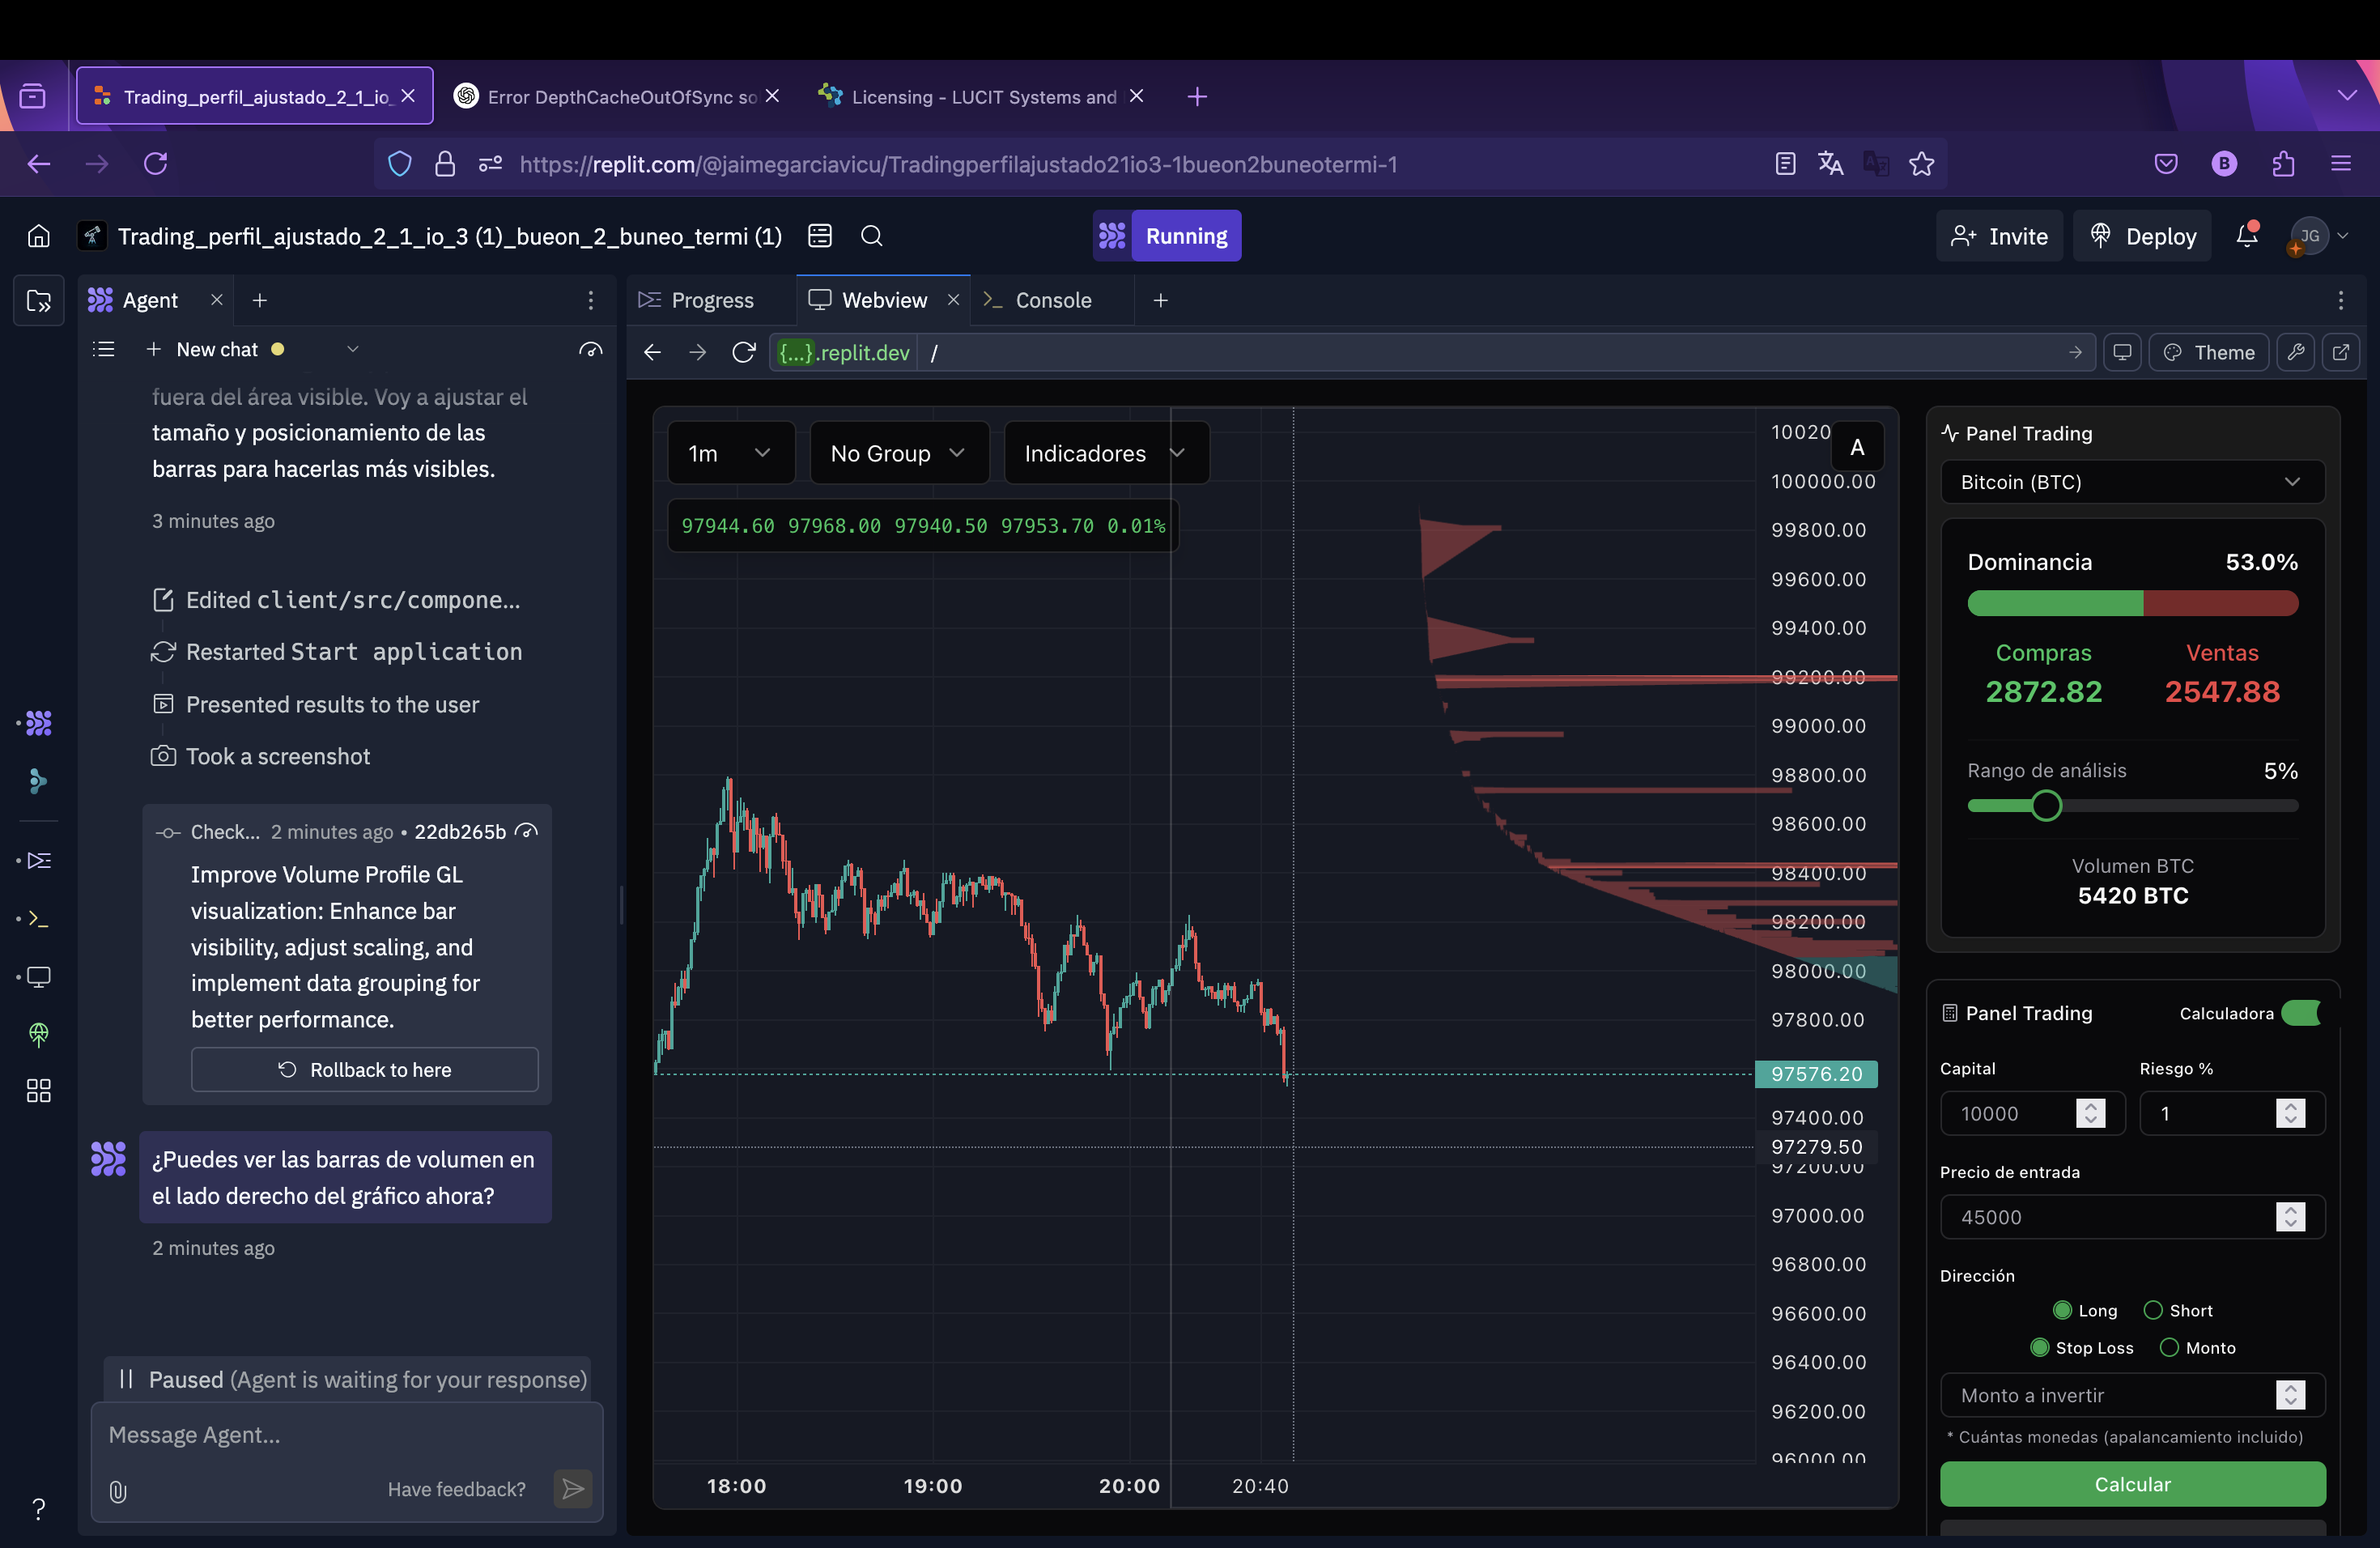 Trading_perfil_ajustado_2_1_io_
Error DepthCacheOutOfSync so
Licensing - LUCIT Systems and
https://replit.com/@jaimegarciavicu/Tradingperfilajustado21io3-1bueon2buneotermi-1
B
Trading_perfil_ajustado_2_1_io_3 (1)_bueon_2_buneo_termi (1)
Running
Invite
Deploy
JG
Agent
Progress
Webview
Console
New chat
{...}.replit.dev
/
Theme
fuera del área visible. Voy a ajustar el
tamaño y posicionamiento de las
barras para hacerlas más visibles.
3 minutes ago
Edited client/src/compone...
Restarted Start application
Presented results to the user
Took a screenshot
Check... 2 minutes ago • 22db265b
Improve Volume Profile GL
visualization: Enhance bar
visibility, adjust scaling, and
implement data grouping for
better performance.
Rollback to here
¿Puedes ver las barras de volumen en
el lado derecho del gráfico ahora?
2 minutes ago
Paused (Agent is waiting for your response)
Message Agent...
Have feedback?
?
1m
No Group
Indicadores
A
97944.60 97968.00 97940.50 97953.70 0.01%
10020
100000.00
99800.00
99600.00
99400.00
99200.00
99000.00
98800.00
98600.00
98400.00
98200.00
98000.00
97800.00
97576.20
97400.00
97279.50
97200.00
97000.00
96800.00
96600.00
96400.00
96200.00
96000.00
18:00
19:00
20:00
20:40
Panel Trading
Bitcoin (BTC)
Dominancia
53.0%
Compras
Ventas
2872.82
2547.88
Rango de análisis
5%
Volumen BTC
5420 BTC
Panel Trading
Calculadora
Capital
Riesgo %
10000
1
Precio de entrada
45000
Dirección
Long
Short
Stop Loss
Monto
Monto a invertir
* Cuántas monedas (apalancamiento incluido)
Calcular